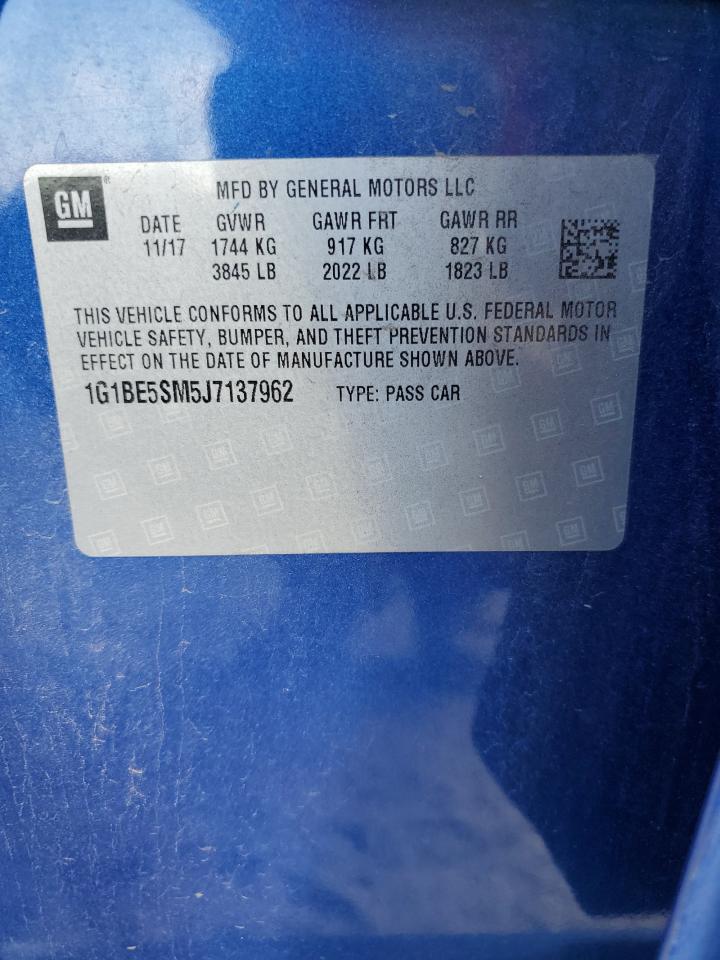 GM
MFD BY GENERAL MOTORS LLC
DATE GVWR GAWR FRT GAWR RR
11/17 1744 KG 917 KG 827 KG
3845 LB 2022 LB 1823 LB
THIS VEHICLE CONFORMS TO ALL APPLICABLE U.S. FEDERAL MOTOR
VEHICLE SAFETY, BUMPER, AND THEFT PREVENTION STANDARDS IN
EFFECT ON THE DATE OF MANUFACTURE SHOWN ABOVE.
1G1BE5SM5J7137962 TYPE: PASS CAR